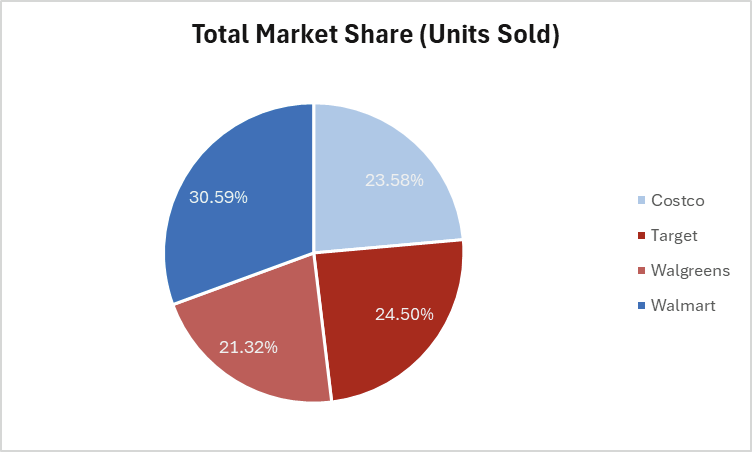 Total Market Share (Units Sold)
23.58%
30.59%
Costco
Target
Walgreens
24.50%
Walmart
21.32%